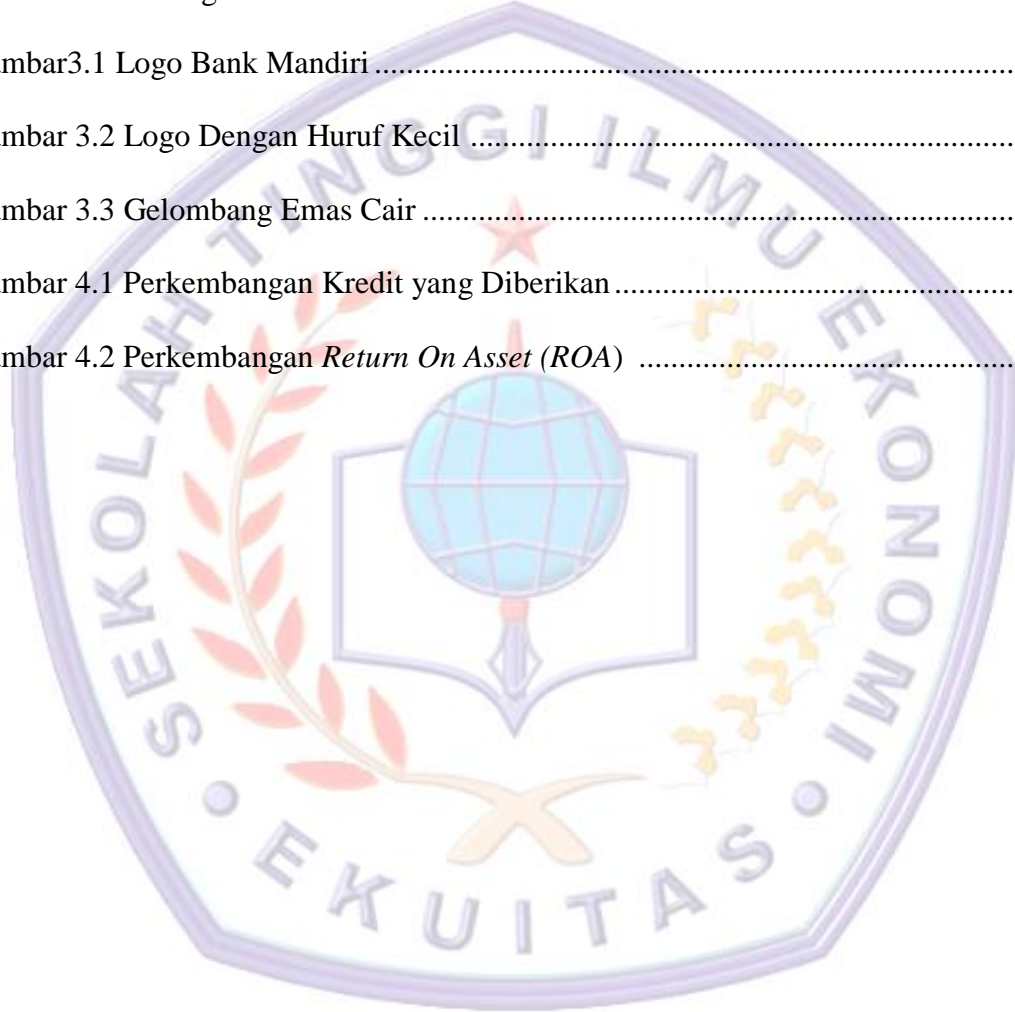 mbar3.1 Logo Bank Mandiri ........................................................................................
mbar 3.2 Logo Dengan Huruf Kecil ...........................................................................
mbar 3.3 Gelombang Emas Cair ..................................................................................
mbar 4.1 Perkembangan Kredit yang Diberikan ..........................................................
mbar 4.2 Perkembangan Return On Asset (ROA) .......................................................
SEKOLAH TINGGI ILMU EKONOMI
• EKUITAS •